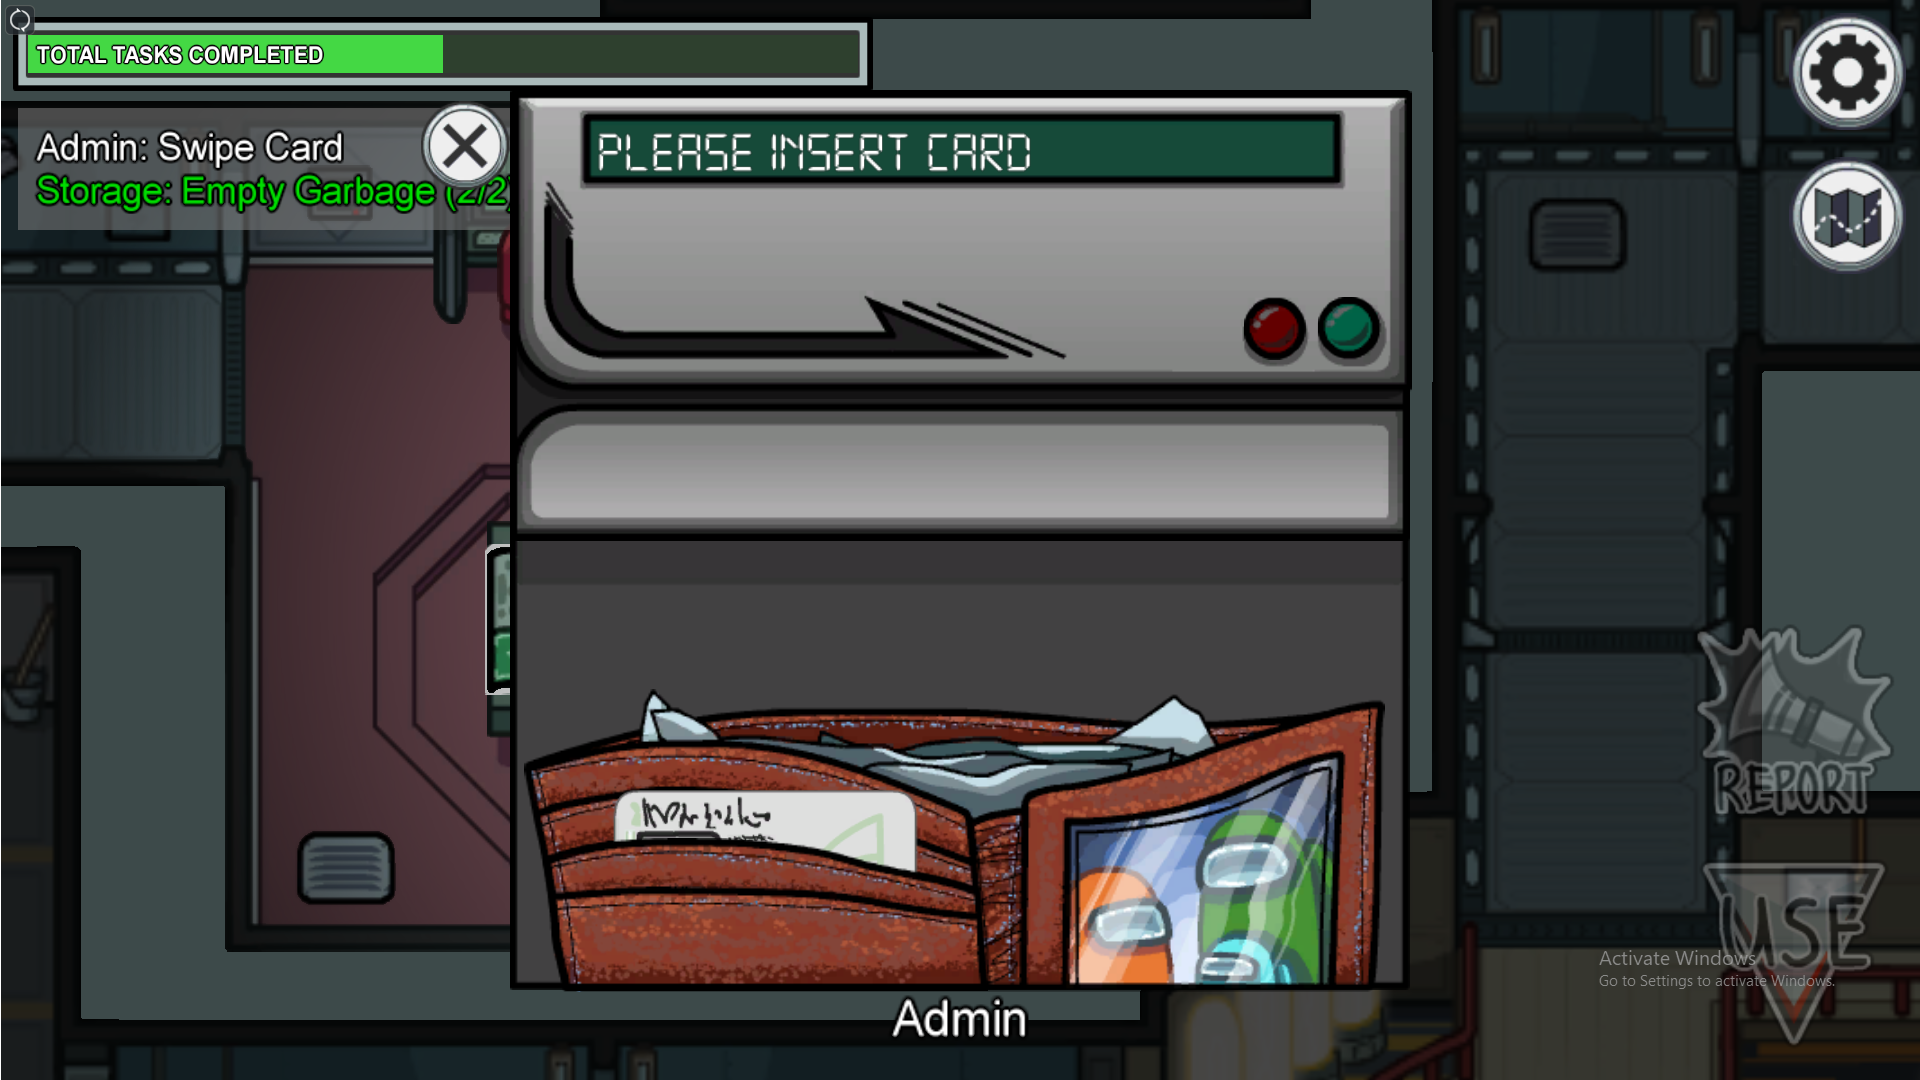 TOTAL TASKS COMPLETED
Admin: Swipe Card
Storage: Empty Garbage (2/2)
PLEASE INSERT CARD
REPORT
USE
Activate Windows
Go to Settings to activate Windows.
Admin